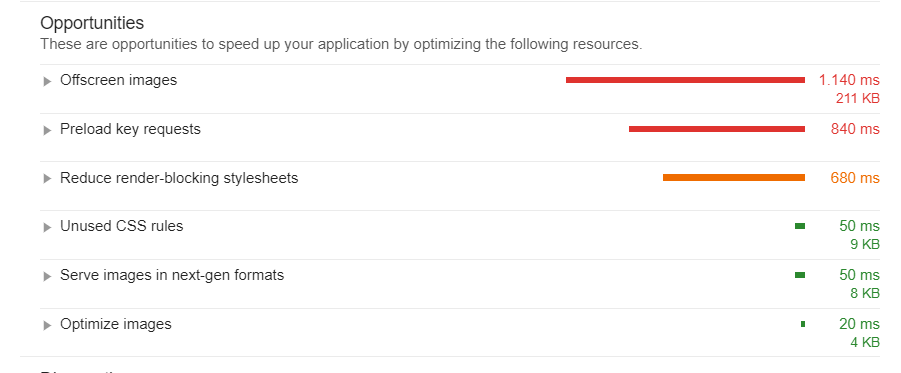 Opportunities
These are opportunities to speed up your application by optimizing the following resources.
Offscreen images 1.140 ms
211 KB
Preload key requests 840 ms
Reduce render-blocking stylesheets 680 ms
Unused CSS rules 50 ms
9 KB
Serve images in next-gen formats 50 ms
8 KB
Optimize images 20 ms
4 KB